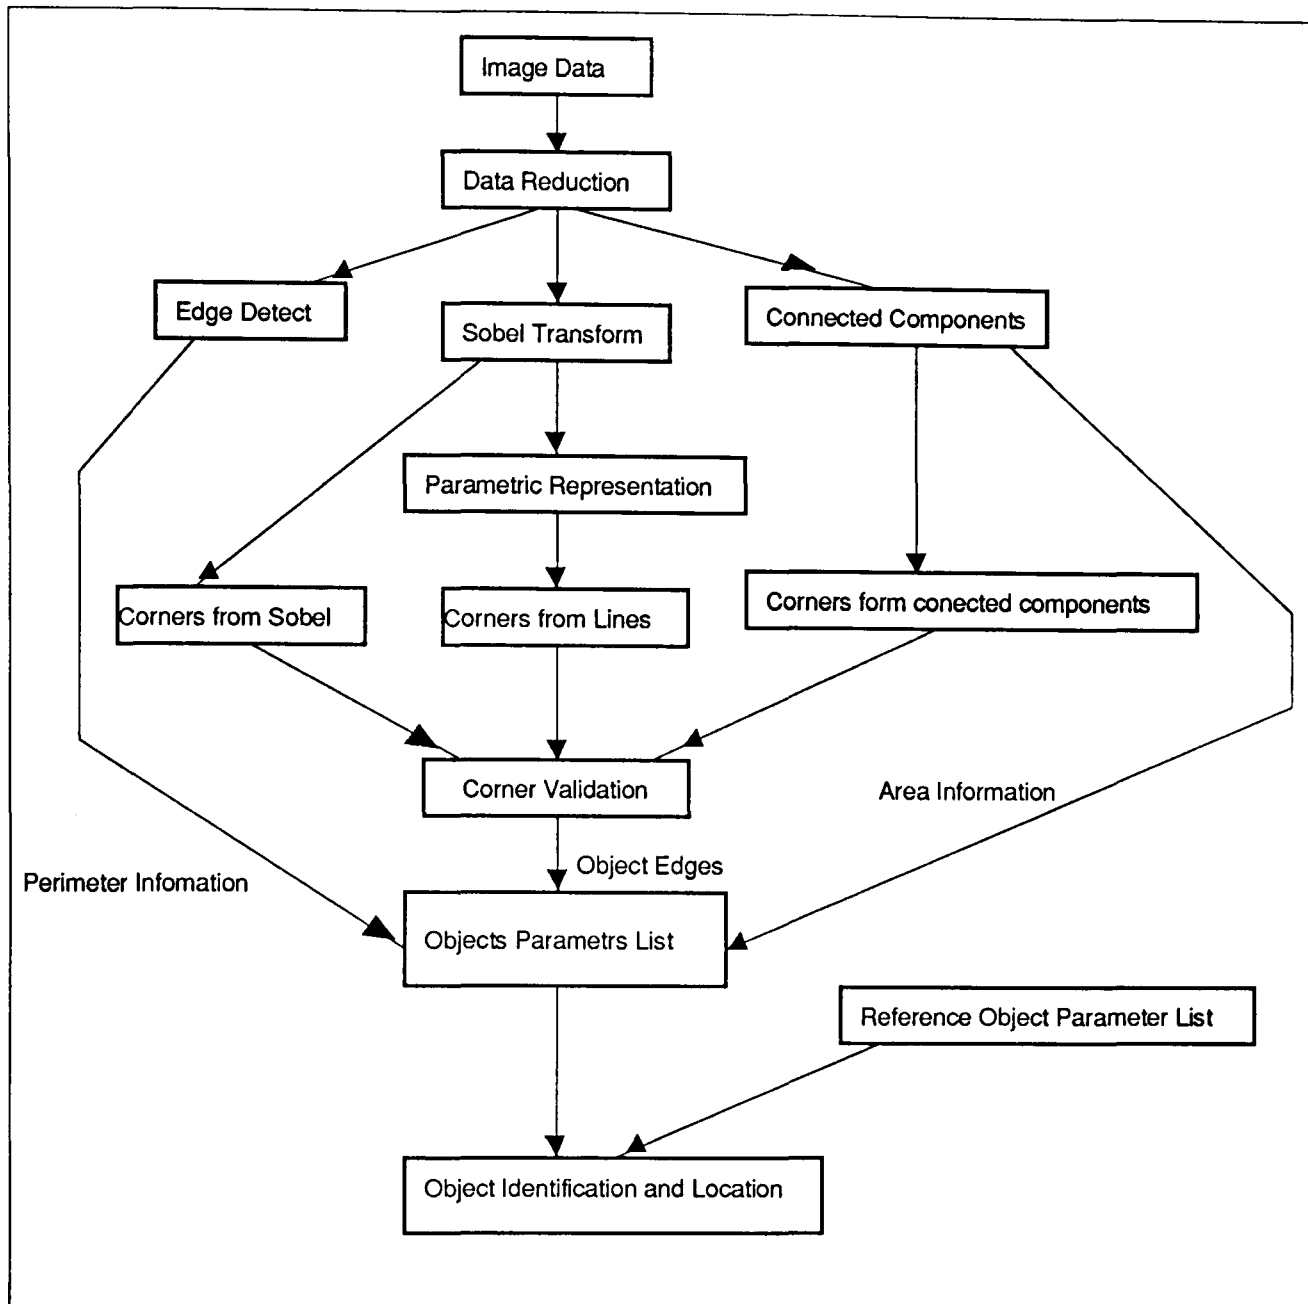 Image Data
Data Reduction
Edge Detect
Sobel Transform
Connected Components
Parametric Representation
Corners from Sobel
Corners from Lines
Corners form conected components
Corner Validation
Area Information
Object Edges
Perimeter Infomation
Objects Parametrs List
Reference Object Parameter List
Object Identification and Location